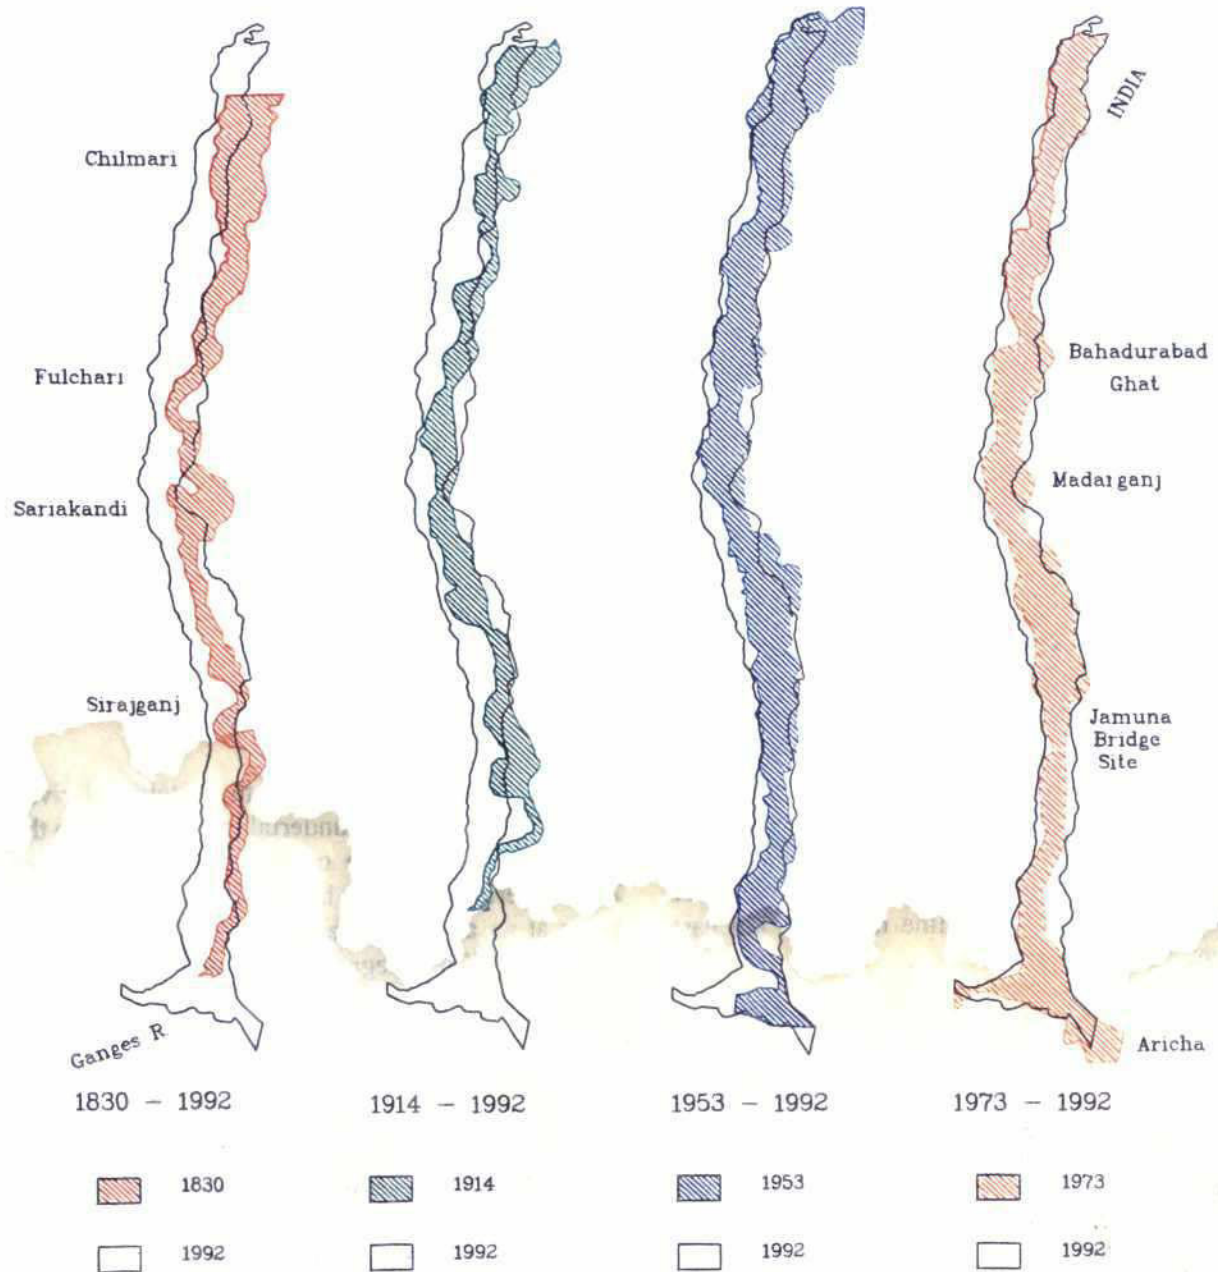 INDIA
Chilmari
Bahadurabad
Ghat
Fulchari
Madarganj
Sariakandi
Sirajganj
Jamuna
Bridge
Site
Ganges R
Aricha
1830 - 1992
1914 - 1992
1953 - 1992
1973 - 1992
1830
1914
1953
1973
1992
1992
1992
1992